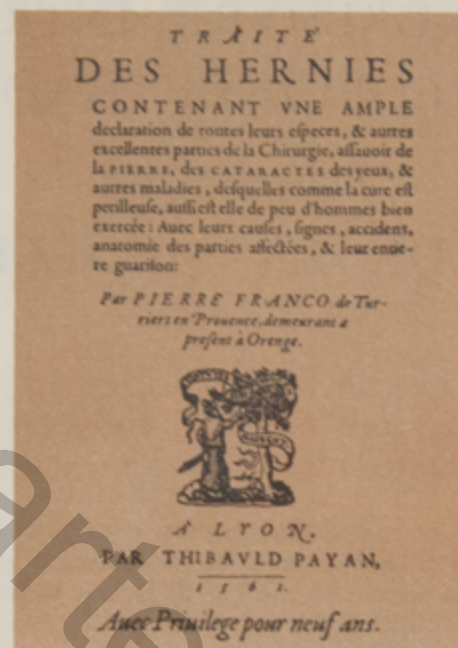 TRAITÉ
DES HERNIES
CONTENANT VNE AMPLE
declaration de toutes leurs especes, & autres
excellentes parties de la Chirurgie, assauoir de
la PIERRE, des CATARACTES des yeux, &
autres maladies, desquelles comme la cure est
perilleuse, aussi est elle de peu d'hommes bien
exercée: Auec leurs causes, signes, accidens,
anatomie des parties affectées, & leur entie-
re guarison:
Par PIERRE FRANCO de Tur-
riers en Prouence, demeurant a
present à Orenge.
A LYON,
PAR THIBAVLD PAYAN,
1561.
Auec Priuilege pour neuf ans.
arte